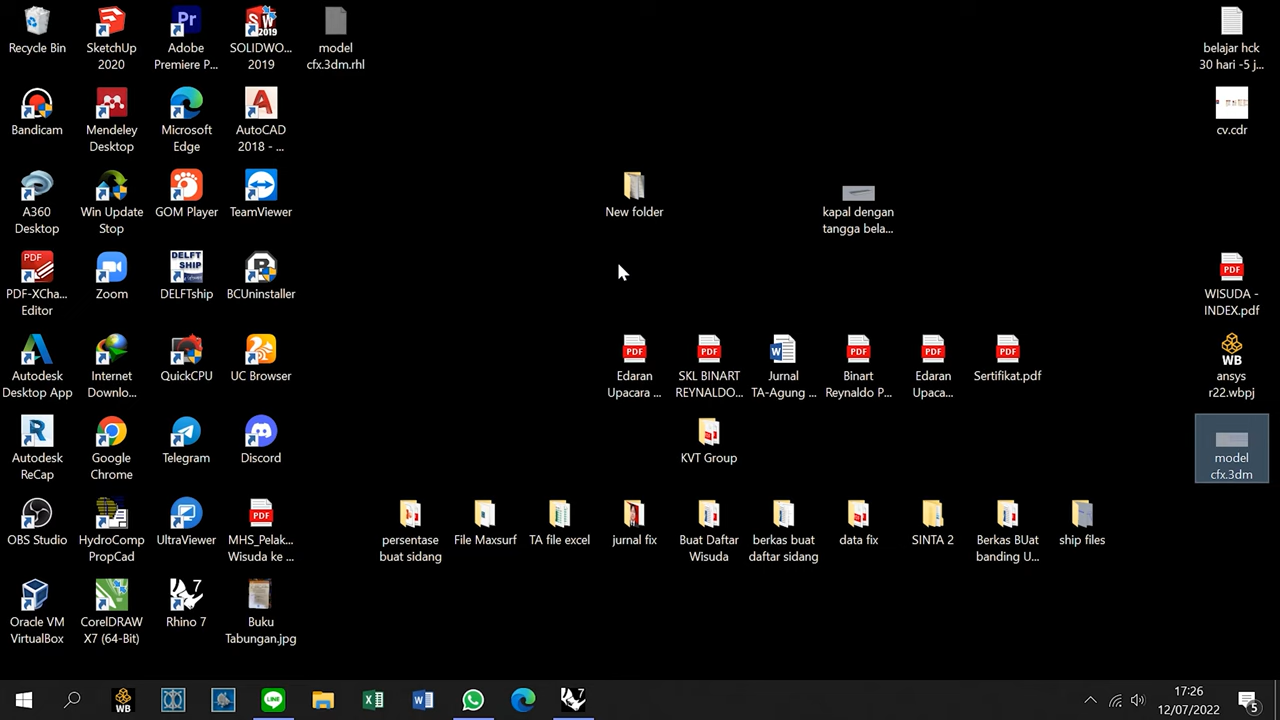 Recycle Bin
SketchUp
2020
Adobe
Premiere P...
SOLIDWO...
2019
model
cfx.3dm.rhl
belajar hck
30 hari -5 j...
Bandicam
Mendeley
Desktop
Microsoft
Edge
AutoCAD
2018 - ...
cv.cdr
A360
Desktop
Win Update
Stop
GOM Player
TeamViewer
New folder
kapal dengan
tangga bela...
PDF-XCha...
Editor
Zoom
DELFTship
BCUninstaller
WISUDA -
INDEX.pdf
Autodesk
Desktop App
Internet
Downlo...
QuickCPU
UC Browser
Edaran
Upacara ...
SKL BINART
REYNALDO...
Jurnal
TA-Agung ...
Binart
Reynaldo P...
Edaran
Upaca...
Sertifikat.pdf
ansys
r22.wbpj
Autodesk
ReCap
Google
Chrome
Telegram
Discord
KVT Group
model
cfx.3dm
OBS Studio
HydroComp
PropCad
UltraViewer
MHS_Pelak...
Wisuda ke ...
persentase
buat sidang
File Maxsurf
TA file excel
jurnal fix
Buat Daftar
Wisuda
berkas buat
daftar sidang
data fix
SINTA 2
Berkas BUat
banding U...
ship files
Oracle VM
VirtualBox
CorelDRAW
X7 (64-Bit)
Rhino 7
Buku
Tabungan.jpg
17:26
12/07/2022
5